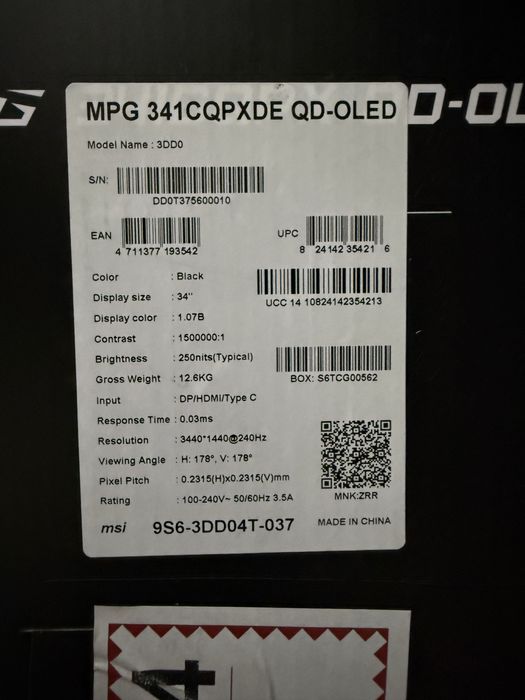 MPG 341CQPXDE QD-OLED
D-OL
Model Name : 3DD0
S/N:
DD0T375600010
EAN
4 711377 193542
UPC
8 24142 35421 6
UCC 14 10824142354213
Color : Black
Display size : 34''
Display color : 1.07B
Contrast : 1500000:1
Brightness : 250nits(Typical)
Gross Weight : 12.6KG
BOX: S6TCG00562
Input : DP/HDMI/Type C
Response Time : 0.03ms
Resolution : 3440*1440@240Hz
Viewing Angle : H: 178°, V: 178°
Pixel Pitch : 0.2315(H)x0.2315(V)mm
Rating : 100-240V~ 50/60Hz 3.5A
MNK:ZRR
msi 9S6-3DD04T-037
MADE IN CHINA